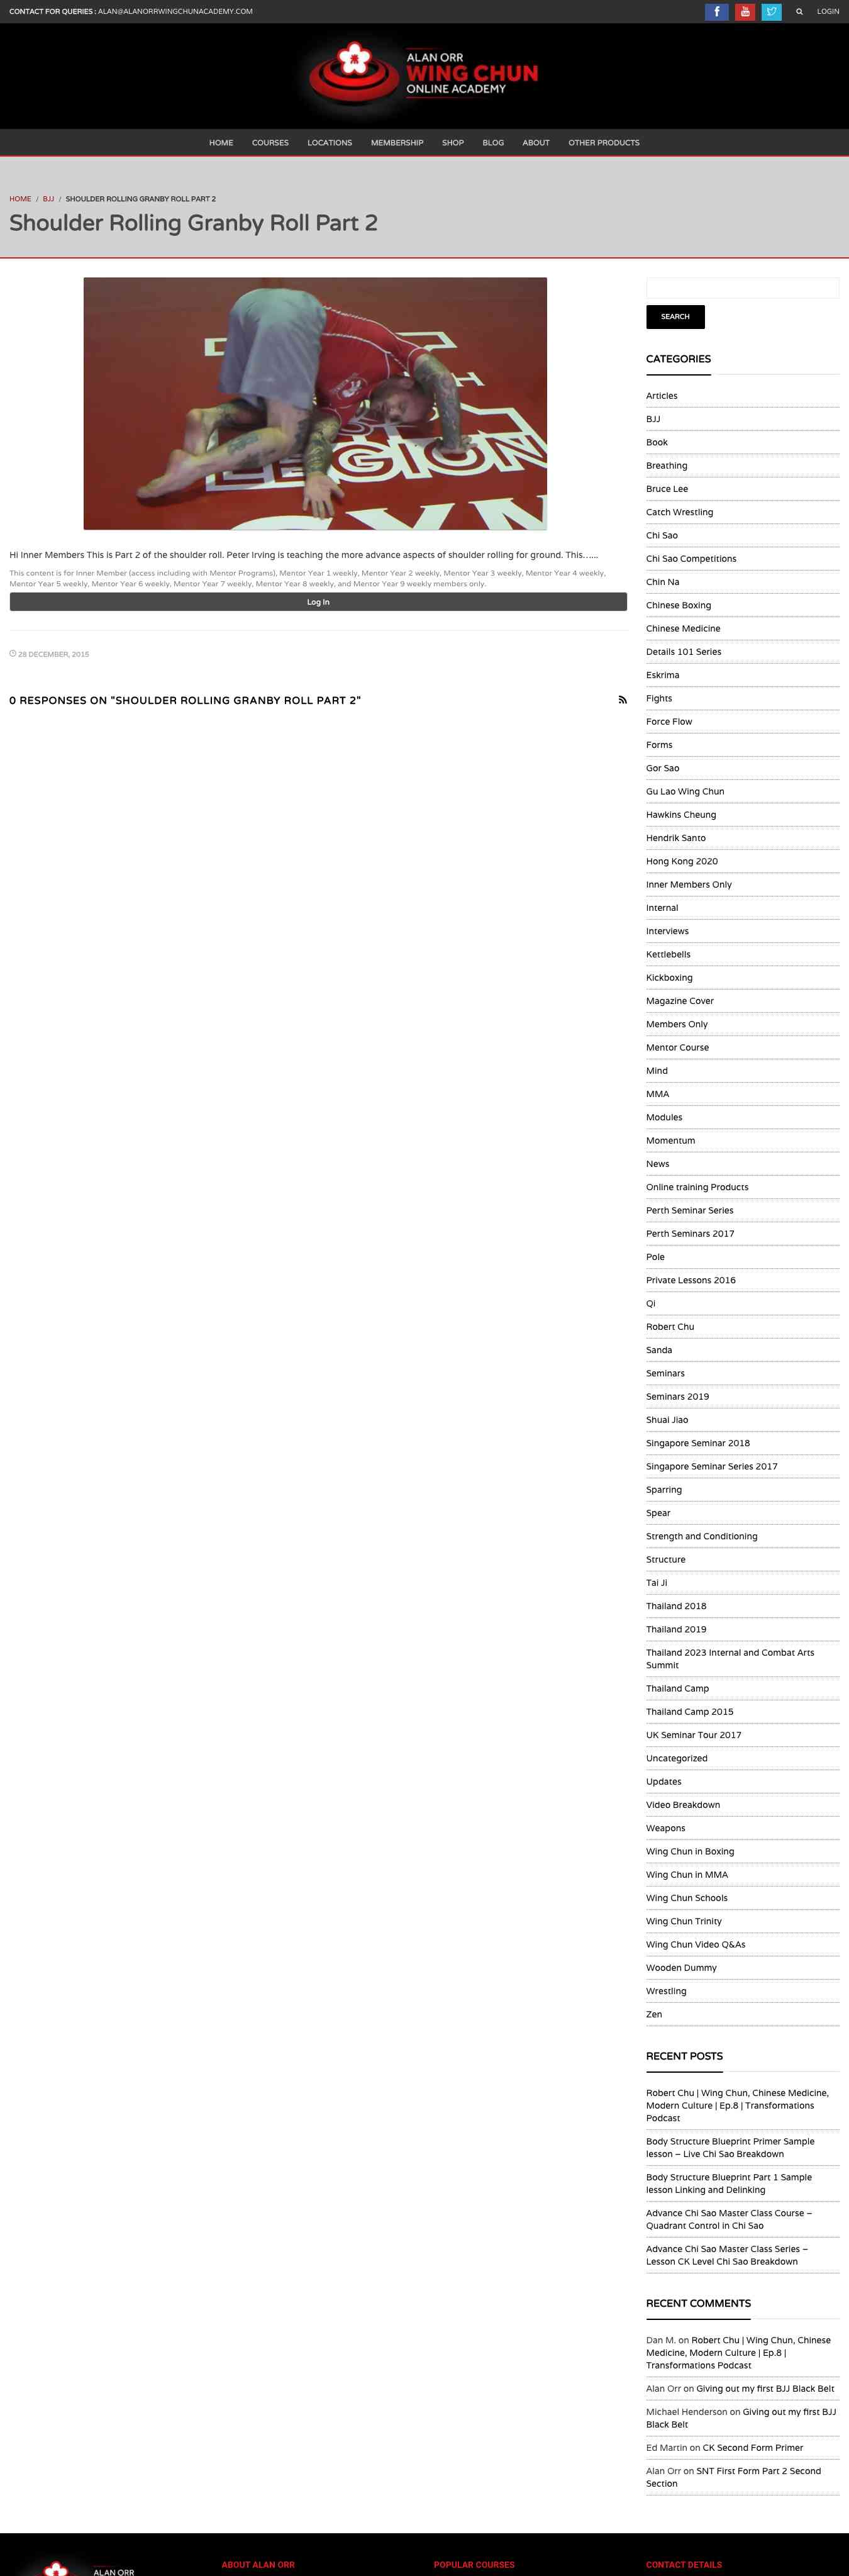 CONTACT FOR QUERIES : ALAN@ALANORRWINGCHUNACADEMY.COM
f
You
LOGIN
ALAN ORR
WING CHUN
ONLINE ACADEMY
HOME COURSES LOCATIONS MEMBERSHIP SHOP BLOG ABOUT OTHER PRODUCTS
HOME / BJJ / SHOULDER ROLLING GRANBY ROLL PART 2
Shoulder Rolling Granby Roll Part 2
Hi Inner Members This is Part 2 of the shoulder roll. Peter Irving is teaching the more advance aspects of shoulder rolling for ground. This…...
This content is for Inner Member (access including with Mentor Programs), Mentor Year 1 weekly, Mentor Year 2 weekly, Mentor Year 3 weekly, Mentor Year 4 weekly,
Mentor Year 5 weekly, Mentor Year 6 weekly, Mentor Year 7 weekly, Mentor Year 8 weekly, and Mentor Year 9 weekly members only.
Log In
28 DECEMBER, 2015
0 RESPONSES ON "SHOULDER ROLLING GRANBY ROLL PART 2"
SEARCH
CATEGORIES
Articles
BJJ
Book
Breathing
Bruce Lee
Catch Wrestling
Chi Sao
Chi Sao Competitions
Chin Na
Chinese Boxing
Chinese Medicine
Details 101 Series
Eskrima
Fights
Force Flow
Forms
Gor Sao
Gu Lao Wing Chun
Hawkins Cheung
Hendrik Santo
Hong Kong 2020
Inner Members Only
Internal
Interviews
Kettlebells
Kickboxing
Magazine Cover
Members Only
Mentor Course
Mind
MMA
Modules
Momentum
News
Online training Products
Perth Seminar Series
Perth Seminars 2017
Pole
Private Lessons 2016
Qi
Robert Chu
Sanda
Seminars
Seminars 2019
Shuai Jiao
Singapore Seminar 2018
Singapore Seminar Series 2017
Sparring
Spear
Strength and Conditioning
Structure
Tai Ji
Thailand 2018
Thailand 2019
Thailand 2023 Internal and Combat Arts
Summit
Thailand Camp
Thailand Camp 2015
UK Seminar Tour 2017
Uncategorized
Updates
Video Breakdown
Weapons
Wing Chun in Boxing
Wing Chun in MMA
Wing Chun Schools
Wing Chun Trinity
Wing Chun Video Q&As
Wooden Dummy
Wrestling
Zen
RECENT POSTS
Robert Chu | Wing Chun, Chinese Medicine,
Modern Culture | Ep.8 | Transformations
Podcast
Body Structure Blueprint Primer Sample
lesson – Live Chi Sao Breakdown
Body Structure Blueprint Part 1 Sample
lesson Linking and Delinking
Advance Chi Sao Master Class Course –
Quadrant Control in Chi Sao
Advance Chi Sao Master Class Series –
Lesson CK Level Chi Sao Breakdown
RECENT COMMENTS
Dan M. on Robert Chu | Wing Chun, Chinese
Medicine, Modern Culture | Ep.8 |
Transformations Podcast
Alan Orr on Giving out my first BJJ Black Belt
Michael Henderson on Giving out my first BJJ
Black Belt
Ed Martin on CK Second Form Primer
Alan Orr on SNT First Form Part 2 Second
Section
ALAN ORR
ABOUT ALAN ORR
POPULAR COURSES
CONTACT DETAILS